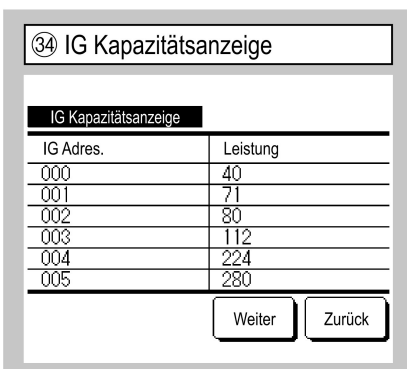 ㉞ IG Kapazitätsanzeige
IG Kapazitätsanzeige
IG Adres. Leistung
000 40
001 71
002 80
003 112
004 224
005 280
Weiter Zurück